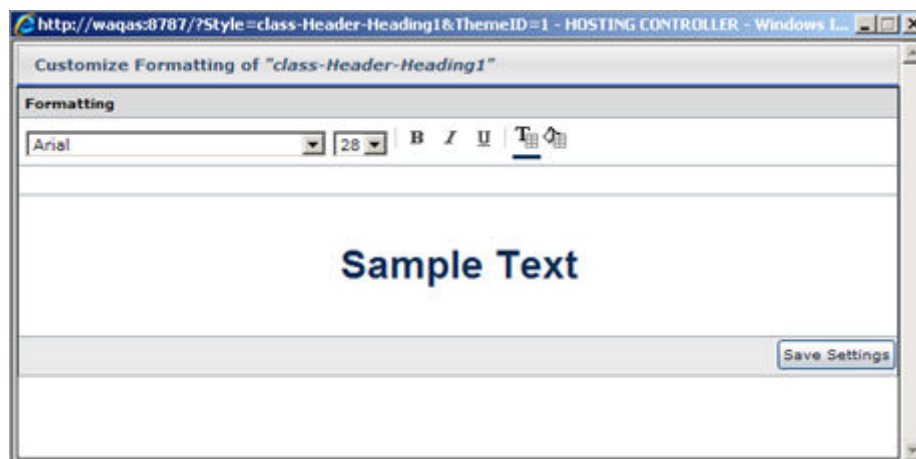 http://waqas:8787/?Style=class-Header-Heading1&ThemeID=1 - HOSTING CONTROLLER - Windows I...
Customize Formatting of "class-Header-Heading1"
Formatting
Arial 28 B I U T
Sample Text
Save Settings